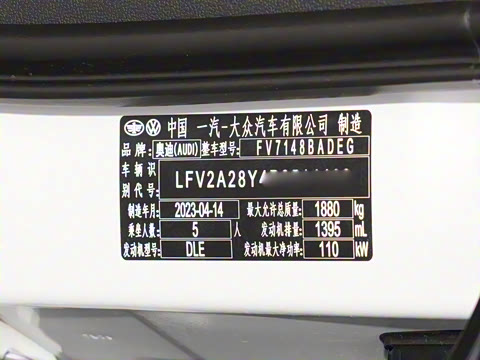 中国 一汽-大众汽车有限公司 制造
品牌: 奥迪(AUDI) 整车型号: FV7148BADEG
车辆识别代号: LFV2A28Y
制造年月: 2023-04-14 最大允许总质量: 1880 kg
乘坐人数: 5 人 发动机排量: 1395 mL
发动机型号: DLE 发动机最大净功率: 110 kW